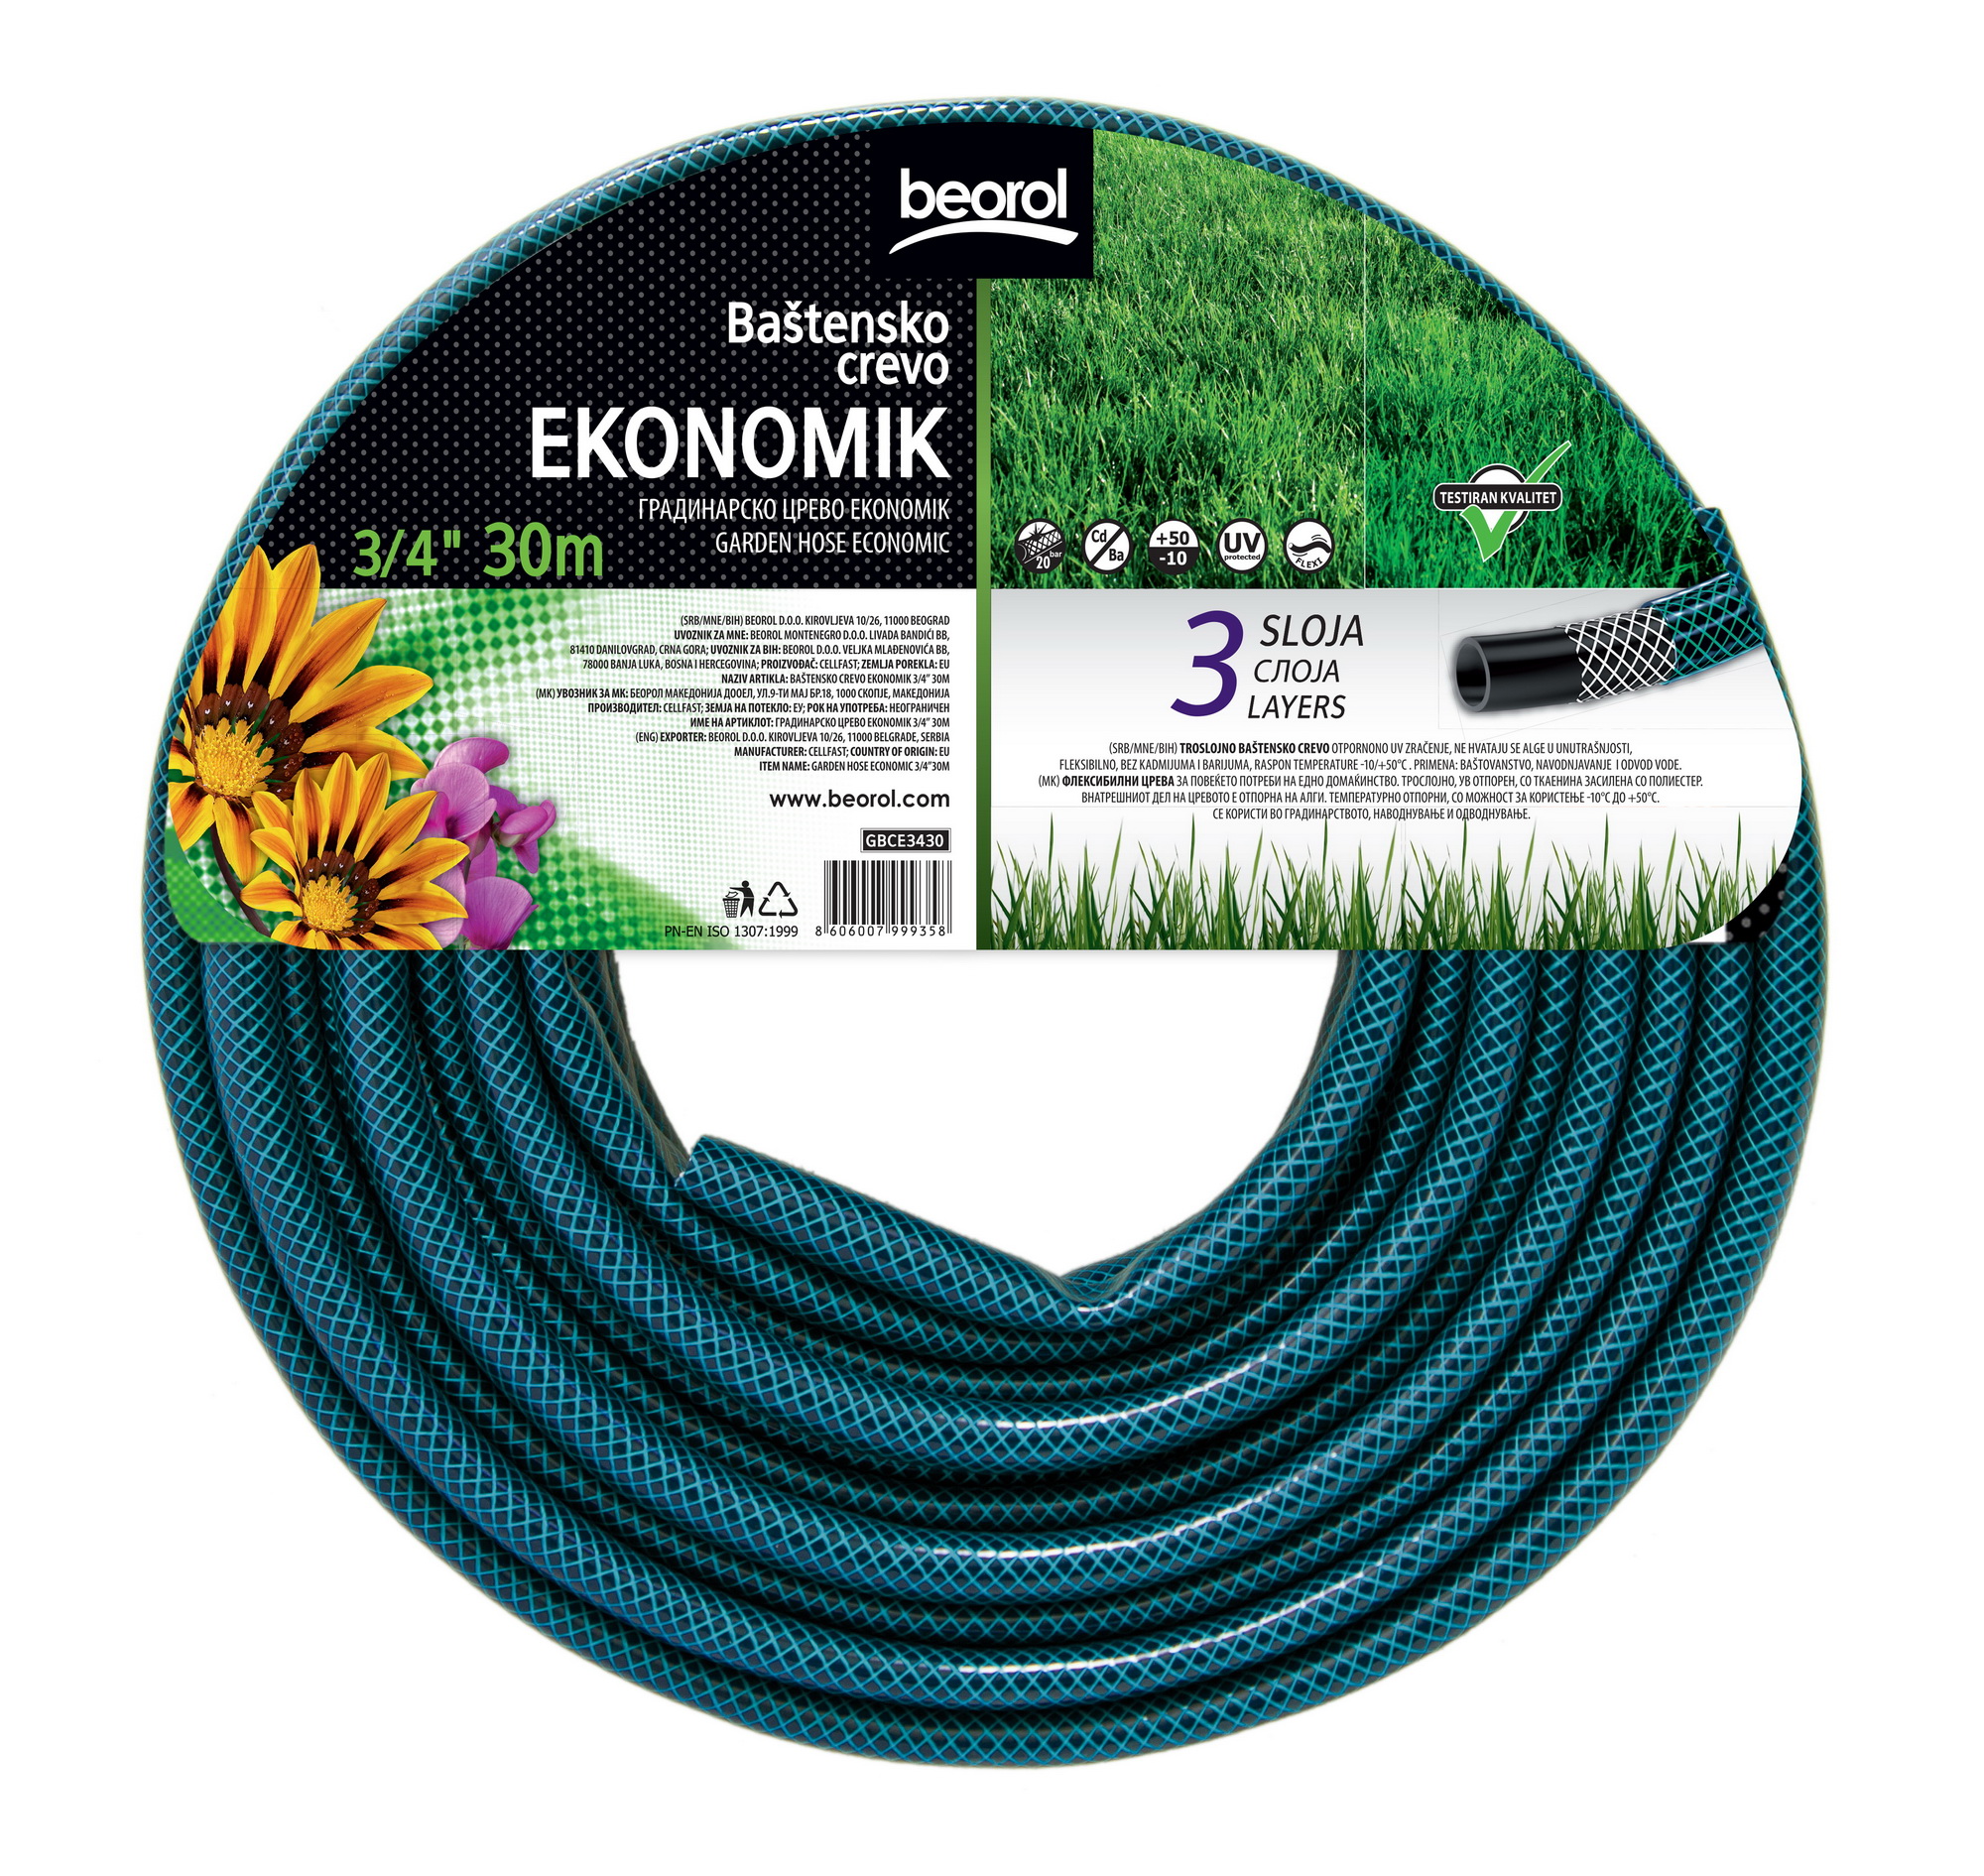 beorol
Baštensko
crevo
EKONOMIK
ГРАДИНАРСКО ЦРЕВО EKONOMIK
GARDEN HOSE ECONOMIC
3/4" 30m
20 bar
Cd
Ba
+50
-10
UV
protected
FLEXI
TESTIRAN KVALITET
(SRB/MNE/BIH) BEOROL D.O.O. KIROVLJEVA 10/26, 11000 BEOGRAD
UVOZNIK ZA MNE: BEOROL MONTENEGRO D.O.O. LIVADA BANDIĆI BB,
81410 DANILOVGRAD, CRNA GORA; UVOZNIK ZA BIH: BEOROL D.O.O. VELJKA MLAĐENOVIĆA BB,
78000 BANJA LUKA, BOSNA I HERCEGOVINA; PROIZVOĐAČ: CELLFAST; ZEMLJA POREKLA: EU
NAZIV ARTIKLA: BAŠTENSKO CREVO EKONOMIK 3/4" 30M
(MK) УВОЗНИК ЗА МК: БЕОРОЛ МАКЕДОНИЈА ДООЕЛ, УЛ.9-ТИ МАЈ БР.18, 1000 СКОПЈЕ, МАКЕДОНИЈА
ПРОИЗВОДИТЕЛ: CELLFAST; ЗЕМЈА НА ПОТЕКЛО: ЕУ; РОК НА УПОТРЕБА: НЕОГРАНИЧЕН
ИМЕ НА АРТИКЛОТ: ГРАДИНАРСКО ЦРЕВО ЕКОНОМІК 3/4" 30M
(ENG) EXPORTER: BEOROL D.O.O. KIROVLJEVA 10/26, 11000 BELGRADE, SERBIA
MANUFACTURER: CELLFAST; COUNTRY OF ORIGIN: EU
ITEM NAME: GARDEN HOSE ECONOMIC 3/4"30M
www.beorol.com
GBCE3430
PN-EN ISO 1307:1999
8 606007 999358
3 SLOJA
СЛОЈА
LAYERS
(SRB/MNE/BIH) TROSLOJNO BAŠTENSKO CREVO OTPORNONO UV ZRAČENJE, NE HVATAJU SE ALGE U UNUTRAŠNJOSTI,
FLEKSIBILNO, BEZ KADMIJUMA I BARIJUMA, RASPON TEMPERATURE -10/+50°C . PRIMENA: BAŠTOVANSTVO, NAVODNJAVANJE I ODVOD VODE.
(МК) ФЛЕКСИБИЛНИ ЦРЕВА ЗА ПОВЕЌЕТО ПОТРЕБИ НА ЕДНО ДОМАЌИНСТВО. ТРОСЛОЈНО, УВ ОТПОРЕН, СО ТКАЕНИНА ЗАСИЛЕНА СО ПОЛИЕСТЕР.
ВНАТРЕШНИОТ ДЕЛ НА ЦРЕВОТО Е ОТПОРНА НА АЛГИ. ТЕМПЕРАТУРНО ОТПОРНИ, СО МОЖНОСТ ЗА КОРИСТЕЊЕ -10°C ДО +50°C.
СЕ КОРИСТИ ВО ГРАДИНАРСТВОТО, НАВОДНУВАЊЕ И ОДВОДНУВАЊЕ.